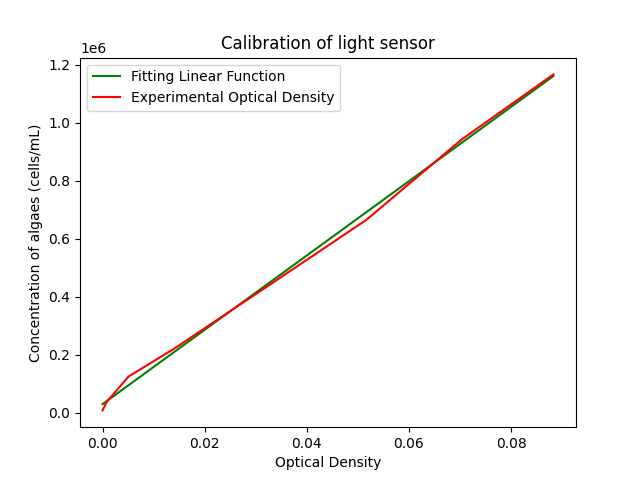 Calibration of light sensor
1e6
Fitting Linear Function
Experimental Optical Density
1.2
1.0
0.8
0.6
0.4
0.2
0.0
Concentration of algaes (cells/mL)
0.00 0.02 0.04 0.06 0.08
Optical Density